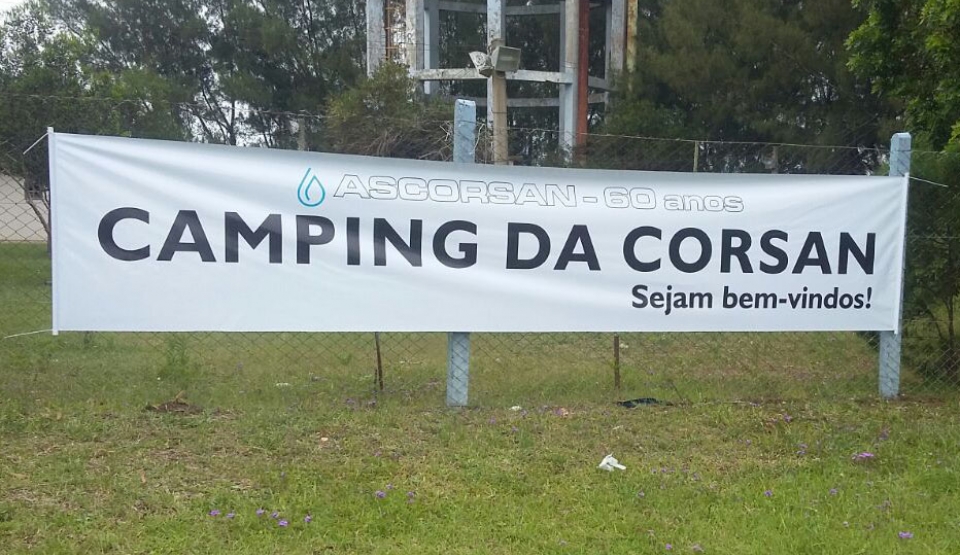 ASCORSAN - 60 anos
CAMPING DA CORSAN
Sejam bem-vindos!